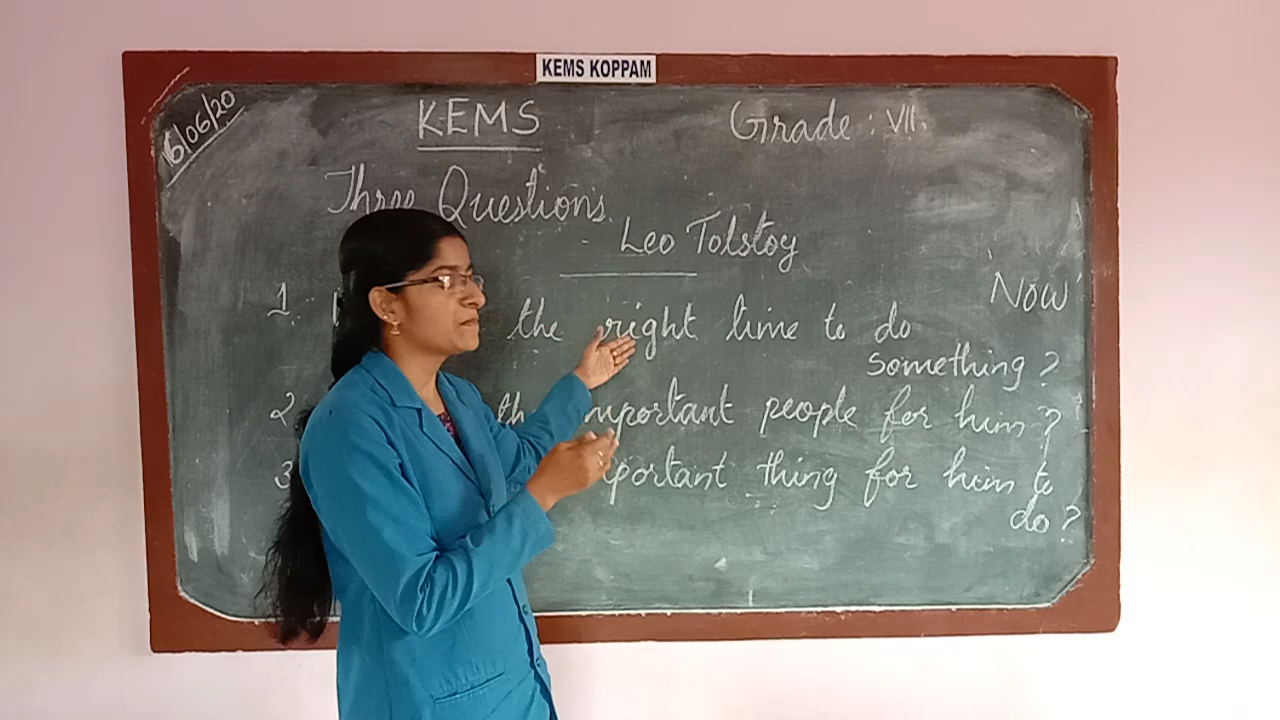 KEMS KOPPAM
16/06/20
KEMS
Grade : VII.
Three Questions.
- Leo Tolstoy
'Now'
1. the right time to do
something?
2 important people for him?
3 important thing for him to
do?